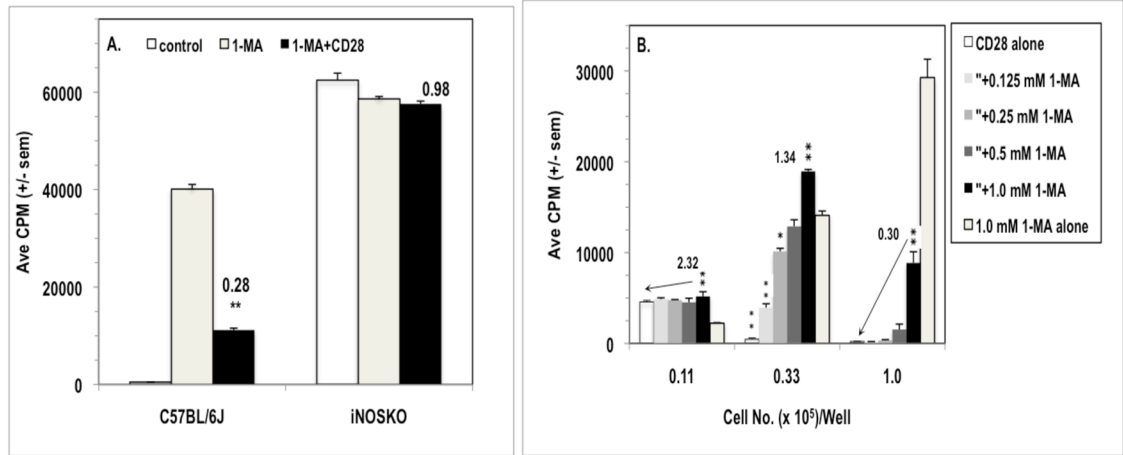 A.
control 1-MA 1-MA+CD28
Ave CPM (+/- sem)
60000
40000
20000
0
0.28
**
0.98
C57BL/6J iNOSKO
B.
Ave CPM (+/- sem)
30000
20000
10000
0
2.32
**
**
**
*
1.34
**
0.30
**
0.11 0.33 1.0
Cell No. (x 10⁵)/Well
CD28 alone
"+0.125 mM 1-MA
"+0.25 mM 1-MA
"+0.5 mM 1-MA
"+1.0 mM 1-MA
1.0 mM 1-MA alone